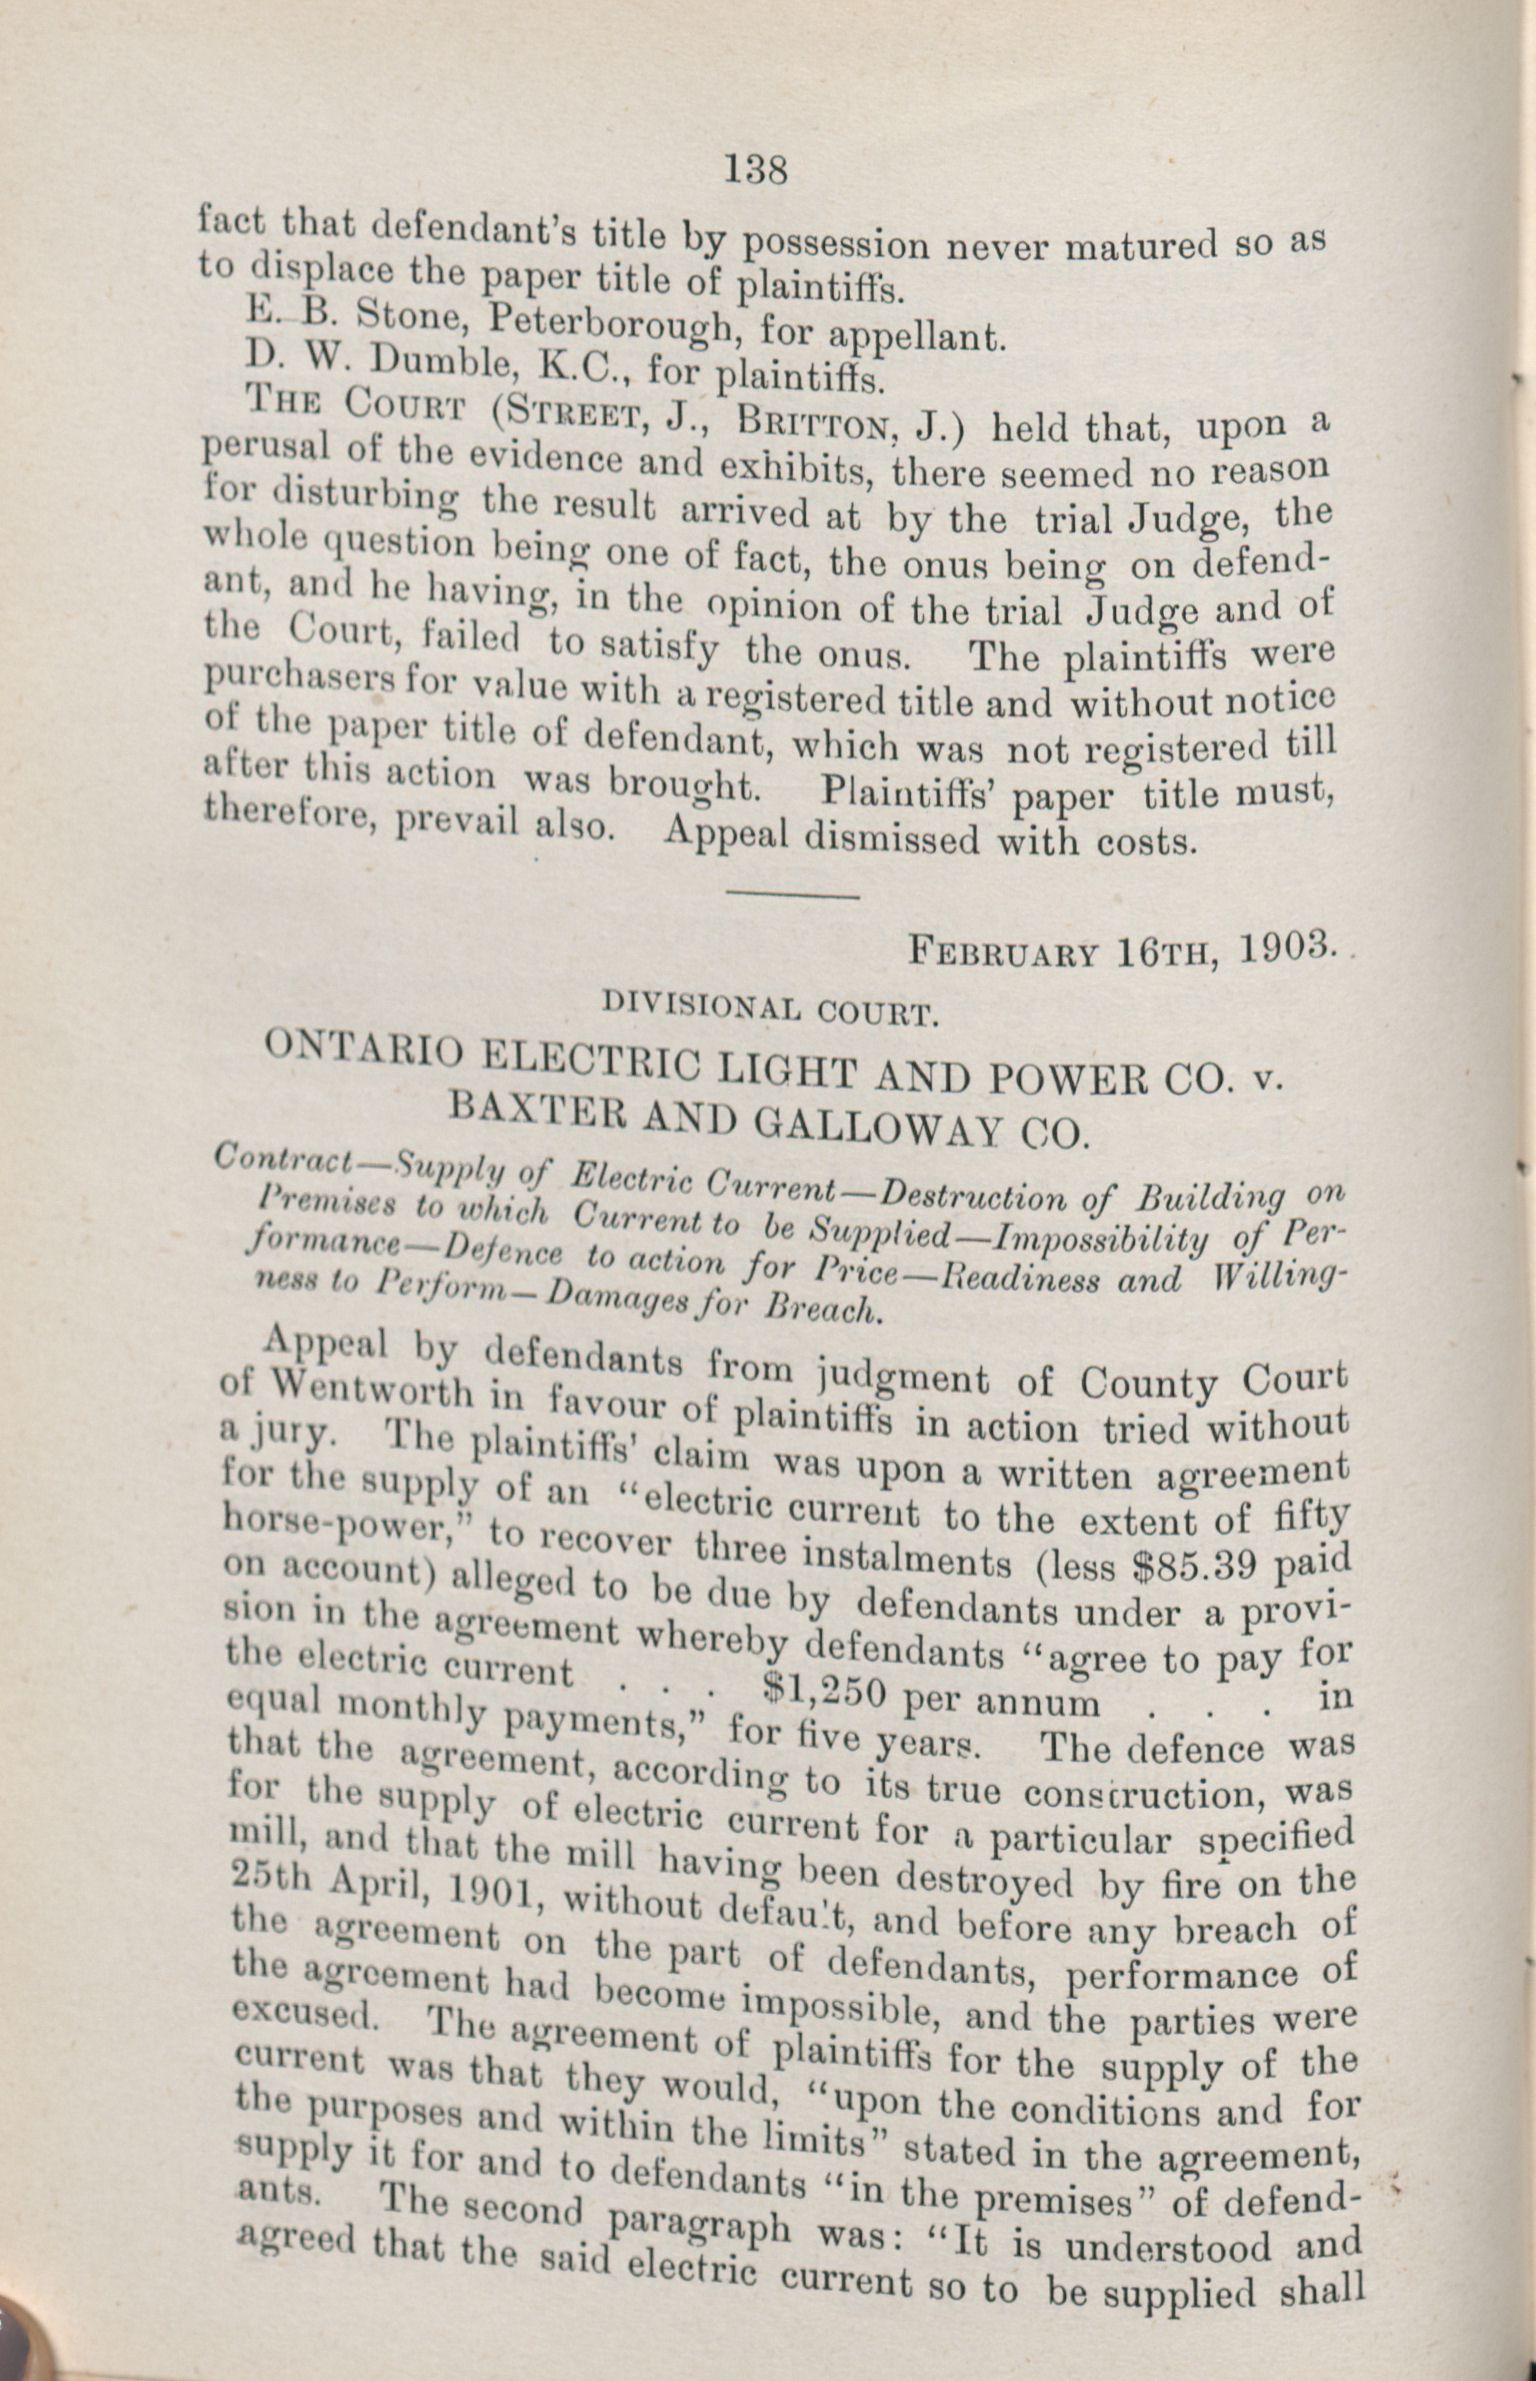 138
fact that defendant's title by possession never matured so as
to displace the paper title of plaintiffs.
E. B. Stone, Peterborough, for appellant.
D. W. Dumble, K.C., for plaintiffs.
THE COURT (STREET, J., BRITTON, J.) held that, upon a
perusal of the evidence and exhibits, there seemed no reason
for disturbing the result arrived at by the trial Judge, the
whole question being one of fact, the onus being on defend-
ant, and he having, in the opinion of the trial Judge and of
the Court, failed to satisfy the onus. The plaintiffs were
purchasers for value with a registered title and without notice
of the paper title of defendant, which was not registered till
after this action was brought. Plaintiffs' paper title must,
therefore, prevail also. Appeal dismissed with costs.
FEBRUARY 16TH, 1903.
DIVISIONAL COURT.
ONTARIO ELECTRIC LIGHT AND POWER CO. v.
BAXTER AND GALLOWAY CO.
Contract—Supply of Electric Current—Destruction of Building on
Premises to which Current to be Supplied—Impossibility of Per-
formance—Defence to action for Price—Readiness and Willing-
ness to Perform—Damages for Breach.
Appeal by defendants from judgment of County Court
of Wentworth in favour of plaintiffs in action tried without
a jury. The plaintiffs' claim was upon a written agreement
for the supply of an "electric current to the extent of fifty
horse-power," to recover three instalments (less $85.39 paid
on account) alleged to be due by defendants under a provi-
sion in the agreement whereby defendants "agree to pay for
the electric current . . . $1,250 per annum . . . in
equal monthly payments," for five years. The defence was
that the agreement, according to its true construction, was
for the supply of electric current for a particular specified
mill, and that the mill having been destroyed by fire on the
25th April, 1901, without default, and before any breach of
the agreement on the part of defendants, performance of
the agreement had become impossible, and the parties were
excused. The agreement of plaintiffs for the supply of the
current was that they would, "upon the conditions and for
the purposes and within the limits" stated in the agreement,
supply it for and to defendants "in the premises" of defend-
ants. The second paragraph was: "It is understood and
agreed that the said electric current so to be supplied shall